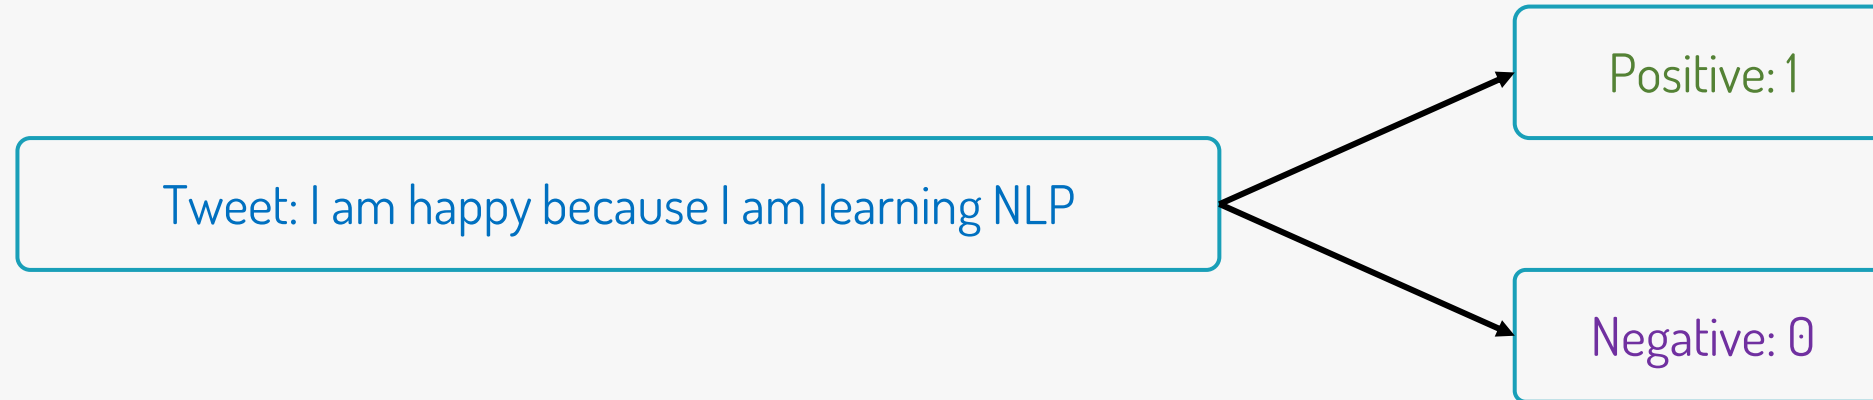 Positive: 1
Tweet: I am happy because I am learning NLP
Negative: 0